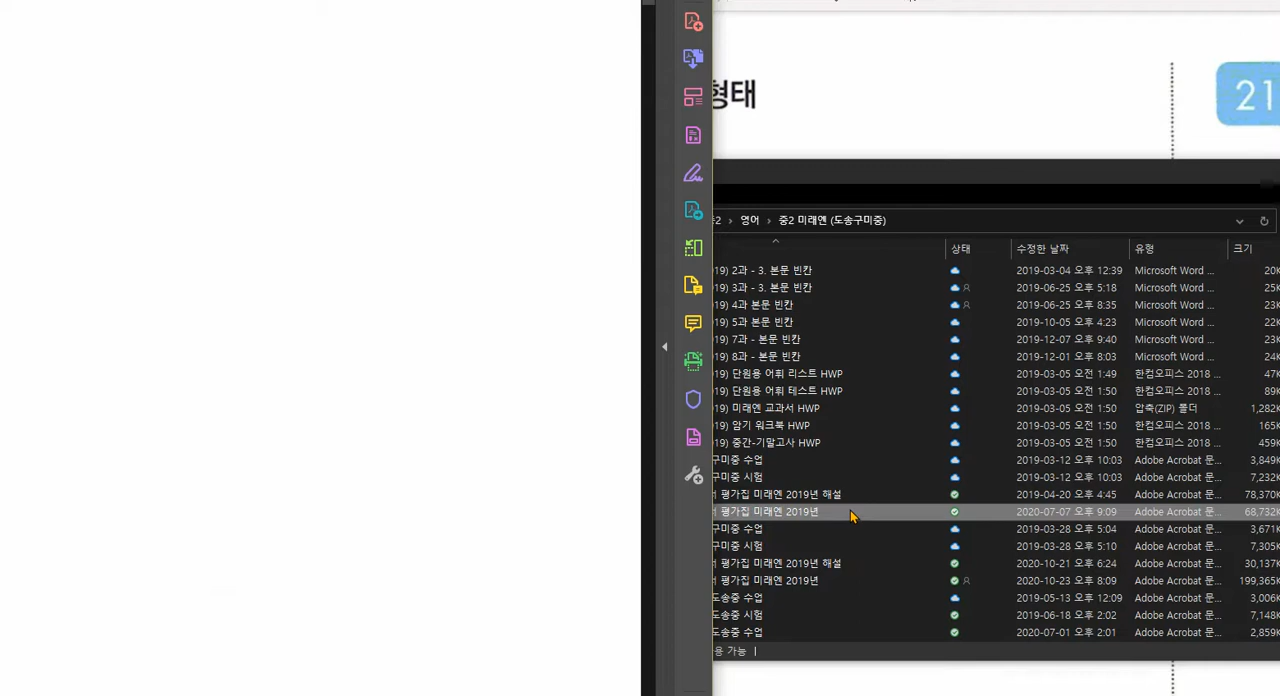 형태
21
영어 › 중2 미래엔 (도송구미중)
상태 수정한 날짜 유형 크기
19) 2과 - 3. 본문 빈칸 2019-03-04 오후 12:39 Microsoft Word ... 20K
19) 3과 - 3. 본문 빈칸 2019-06-25 오후 5:18 Microsoft Word ... 25K
19) 4과 본문 빈칸 2019-06-25 오후 8:35 Microsoft Word ... 23K
19) 5과 본문 빈칸 2019-10-05 오후 4:23 Microsoft Word ... 22K
19) 7과 - 본문 빈칸 2019-12-07 오후 9:40 Microsoft Word ... 23K
19) 8과 - 본문 빈칸 2019-12-01 오후 8:03 Microsoft Word ... 24K
19) 단원용 어휘 리스트 HWP 2019-03-05 오전 1:49 한컴오피스 2018 ... 47K
19) 단원용 어휘 테스트 HWP 2019-03-05 오전 1:50 한컴오피스 2018 ... 89K
19) 미래엔 교과서 HWP 2019-03-05 오전 1:50 압축(ZIP) 폴더 1,282K
19) 암기 워크북 HWP 2019-03-05 오전 1:50 한컴오피스 2018 ... 165K
19) 중간-기말고사 HWP 2019-03-05 오전 1:50 한컴오피스 2018 ... 459K
구미중 수업 2019-03-12 오후 10:03 Adobe Acrobat 문... 3,849K
구미중 시험 2019-03-12 오후 10:03 Adobe Acrobat 문... 7,232K
평가집 미래엔 2019년 해설 2019-04-20 오후 4:45 Adobe Acrobat 문... 78,370K
평가집 미래엔 2019년 2020-07-07 오후 9:09 Adobe Acrobat 문... 68,732K
구미중 수업 2019-03-28 오후 5:04 Adobe Acrobat 문... 3,671K
구미중 시험 2019-03-28 오후 5:10 Adobe Acrobat 문... 7,305K
평가집 미래엔 2019년 해설 2020-10-21 오후 6:24 Adobe Acrobat 문... 30,137K
평가집 미래엔 2019년 2020-10-23 오후 8:09 Adobe Acrobat 문... 199,365K
도송중 수업 2019-05-13 오후 12:09 Adobe Acrobat 문... 3,006K
도송중 시험 2019-06-18 오후 2:02 Adobe Acrobat 문... 7,148K
도송중 수업 2020-07-01 오후 2:01 Adobe Acrobat 문... 2,859K
용 가능